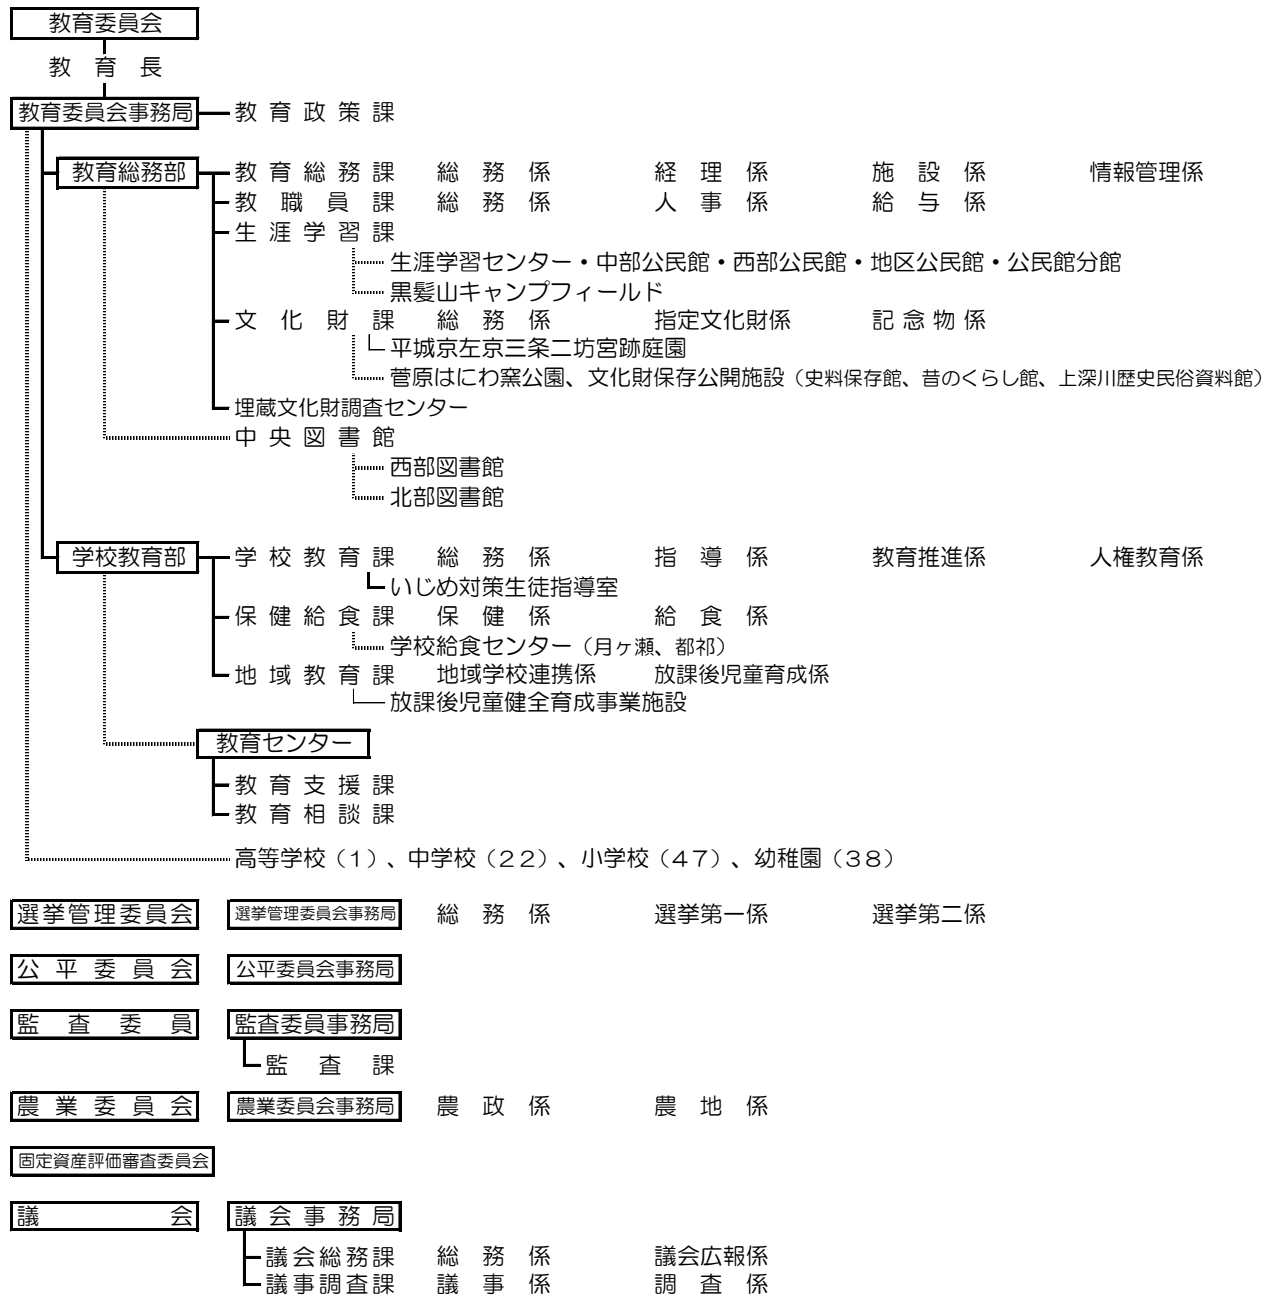 教育委員会
教育長
教育委員会事務局 教育政策課
教育総務部 教育総務課 総務係 経理係 施設係 情報管理係
教職員課 総務係 人事係 給与係
生涯学習課
生涯学習センター・中部公民館・西部公民館・地区公民館・公民館分館
黒髪山キャンプフィールド
文化財課 総務係 指定文化財係 記念物係
平城京左京三条二坊宮跡庭園
菅原はにわ窯公園、文化財保存公開施設（史料保存館、昔のくらし館、上深川歴史民俗資料館）
埋蔵文化財調査センター
中央図書館
西部図書館
北部図書館
学校教育部 学校教育課 総務係 指導係 教育推進係 人権教育係
いじめ対策生徒指導室
保健給食課 保健係 給食係
学校給食センター（月ヶ瀬、都祁）
地域教育課 地域学校連携係 放課後児童育成係
放課後児童健全育成事業施設
教育センター
教育支援課
教育相談課
高等学校（１）、中学校（２２）、小学校（４７）、幼稚園（３８）
選挙管理委員会 選挙管理委員会事務局 総務係 選挙第一係 選挙第二係
公平委員会 公平委員会事務局
監査委員 監査委員事務局
監査課
農業委員会 農業委員会事務局 農政係 農地係
固定資産評価審査委員会
議会 議会事務局
議会総務課 総務係 議会広報係
議事調査課 議事係 調査係